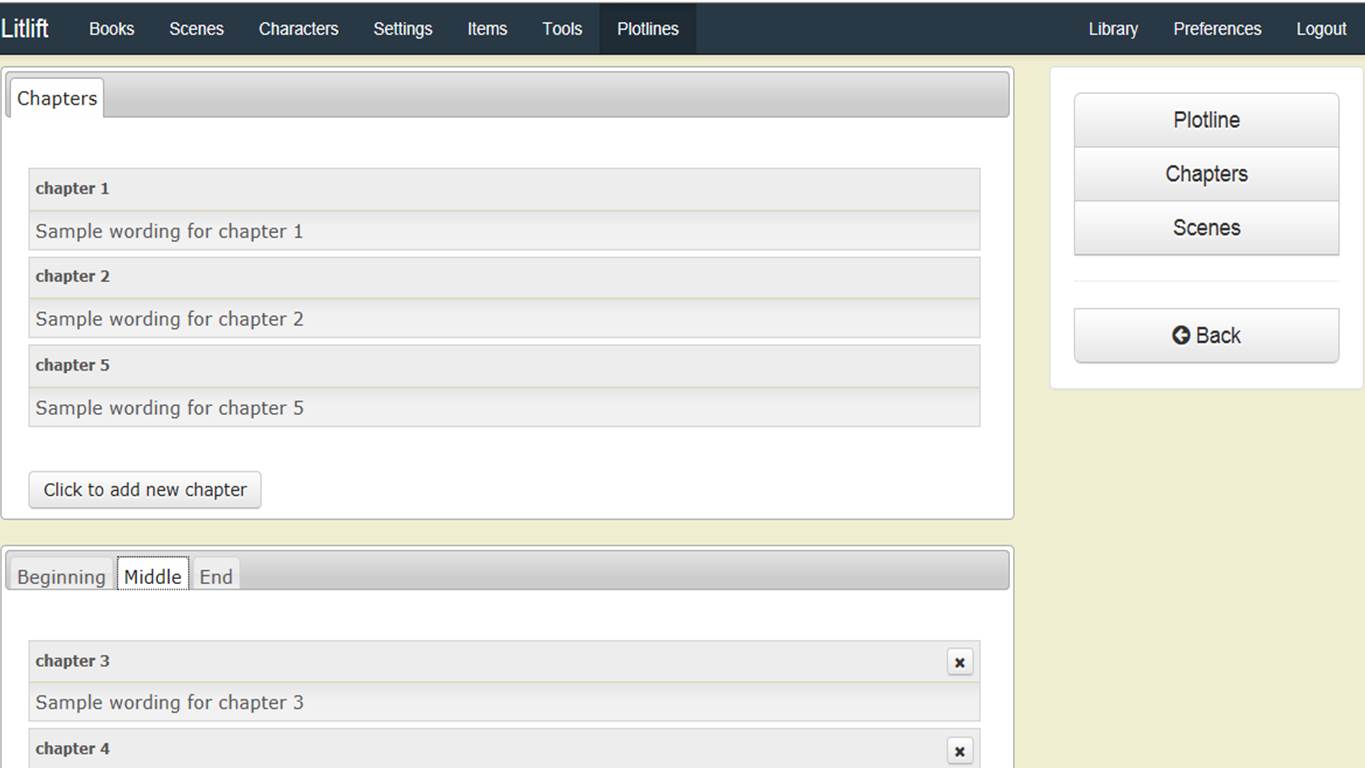 Litlift Books Scenes Characters Settings Items Tools Plotlines Library Preferences Logout
Chapters
chapter 1
Sample wording for chapter 1
chapter 2
Sample wording for chapter 2
chapter 5
Sample wording for chapter 5
Click to add new chapter
Plotline
Chapters
Scenes
Back
Beginning Middle End
chapter 3
Sample wording for chapter 3
chapter 4